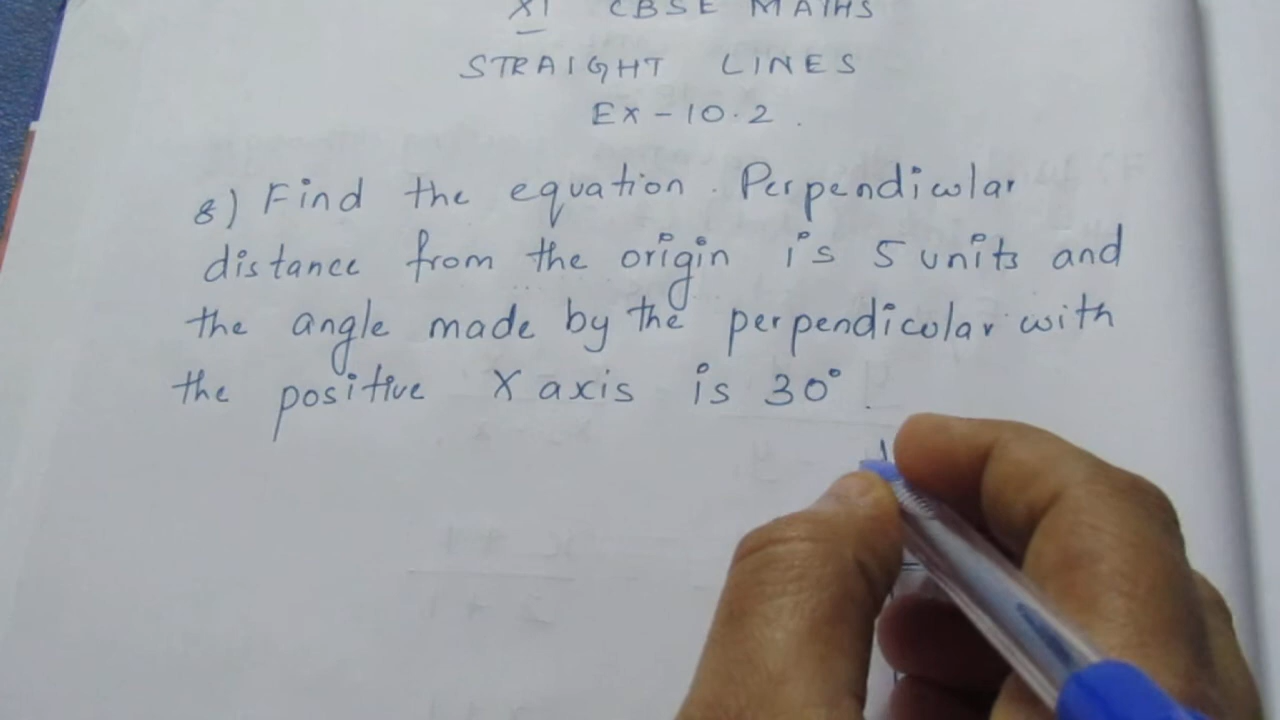 XI CBSE MATHS
STRAIGHT LINES
Ex-10.2.
8) Find the equation. Perpendicular
distance from the origin is 5 units and
the angle made by the perpendicular with
the positive X axis is 30°.